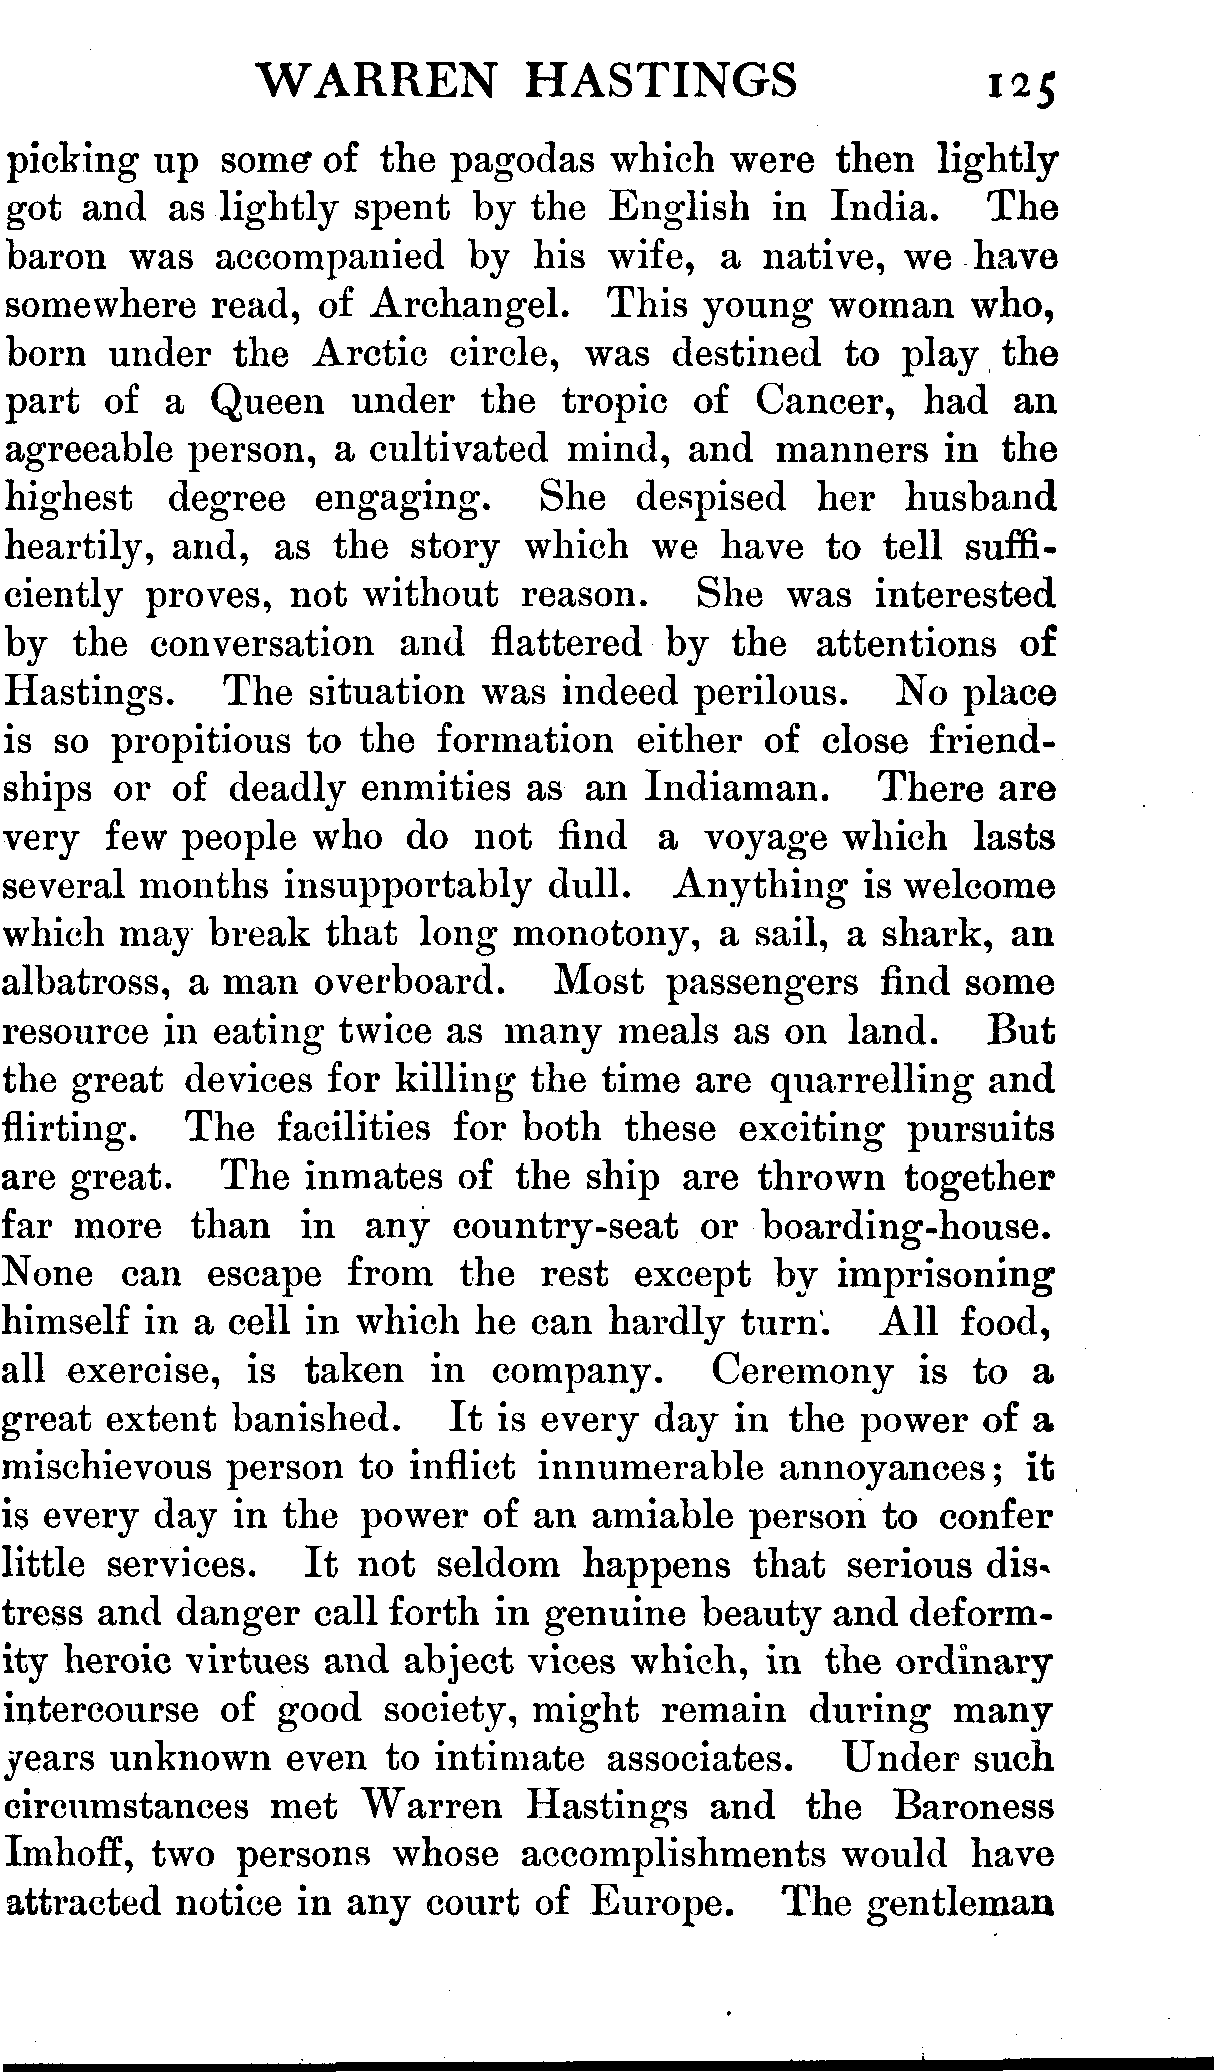 WARREN HASTINGS 125
picking up some of the pagodas which were then lightly
got and as lightly spent by the English in India. The
baron was accompanied by his wife, a native, we have
somewhere read, of Archangel. This young woman who,
born under the Arctic circle, was destined to play the
part of a Queen under the tropic of Cancer, had an
agreeable person, a cultivated mind, and manners in the
highest degree engaging. She despised her husband
heartily, and, as the story which we have to tell suffi-
ciently proves, not without reason. She was interested
by the conversation and flattered by the attentions of
Hastings. The situation was indeed perilous. No place
is so propitious to the formation either of close friend-
ships or of deadly enmities as an Indiaman. There are
very few people who do not find a voyage which lasts
several months insupportably dull. Anything is welcome
which may break that long monotony, a sail, a shark, an
albatross, a man overboard. Most passengers find some
resource in eating twice as many meals as on land. But
the great devices for killing the time are quarrelling and
flirting. The facilities for both these exciting pursuits
are great. The inmates of the ship are thrown together
far more than in any country-seat or boarding-house.
None can escape from the rest except by imprisoning
himself in a cell in which he can hardly turn. All food,
all exercise, is taken in company. Ceremony is to a
great extent banished. It is every day in the power of a
mischievous person to inflict innumerable annoyances; it
is every day in the power of an amiable person to confer
little services. It not seldom happens that serious dis-
tress and danger call forth in genuine beauty and deform-
ity heroic virtues and abject vices which, in the ordinary
intercourse of good society, might remain during many
years unknown even to intimate associates. Under such
circumstances met Warren Hastings and the Baroness
Imhoff, two persons whose accomplishments would have
attracted notice in any court of Europe. The gentleman